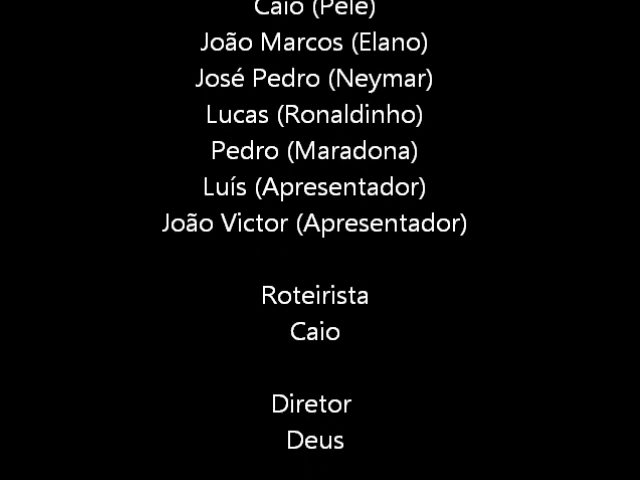 Caio (Pelé)
João Marcos (Elano)
José Pedro (Neymar)
Lucas (Ronaldinho)
Pedro (Maradona)
Luís (Apresentador)
João Victor (Apresentador)
Roteirista
Caio
Diretor
Deus